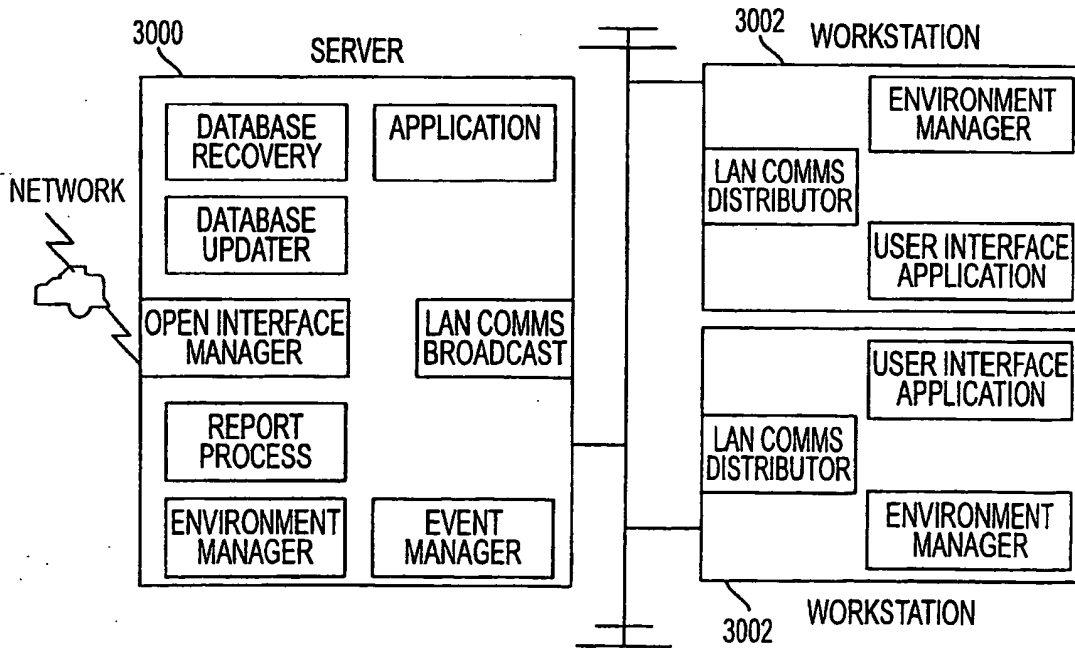 3000
SERVER
DATABASE
RECOVERY
APPLICATION
NETWORK
DATABASE
UPDATER
OPEN INTERFACE
MANAGER
LAN COMMS
BROADCAST
REPORT
PROCESS
ENVIRONMENT
MANAGER
EVENT
MANAGER
3002
WORKSTATION
ENVIRONMENT
MANAGER
LAN COMMS
DISTRIBUTOR
USER INTERFACE
APPLICATION
USER INTERFACE
APPLICATION
LAN COMMS
DISTRIBUTOR
ENVIRONMENT
MANAGER
3002
WORKSTATION